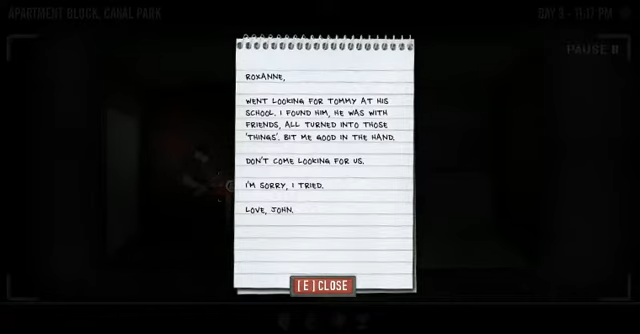 APARTMENT BLOCK, CANAL PARK
DAY 3 - 11:17 PM
PAUSE
ROXANNE,
WENT LOOKING FOR TOMMY AT HIS
SCHOOL. I FOUND HIM, HE WAS WITH
FRIENDS, ALL TURNED INTO THOSE
'THINGS'. BIT ME GOOD IN THE HAND.
DON'T COME LOOKING FOR US.
I'M SORRY, I TRIED.
LOVE, JOHN.
[E] CLOSE